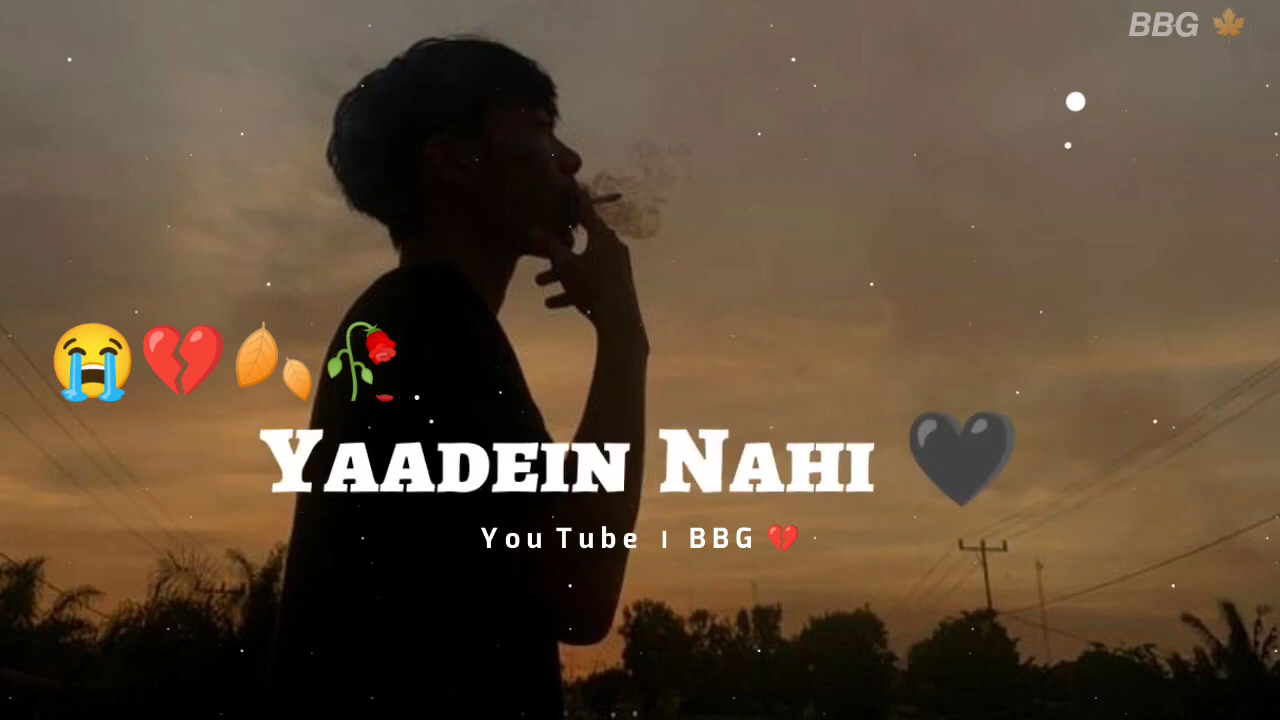 BBG 🍁
😭💔🍂🥀
Yaadein Nahi 🖤
You Tube | BBG 💔